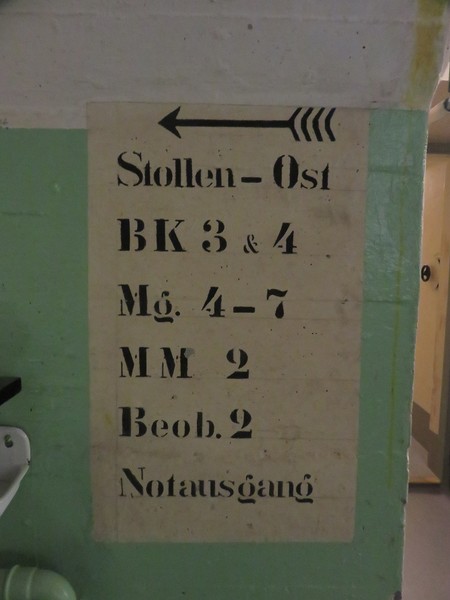 Stollen - Ost
BK 3 & 4
Mg. 4 - 7
MM 2
Beob. 2
Notausgang